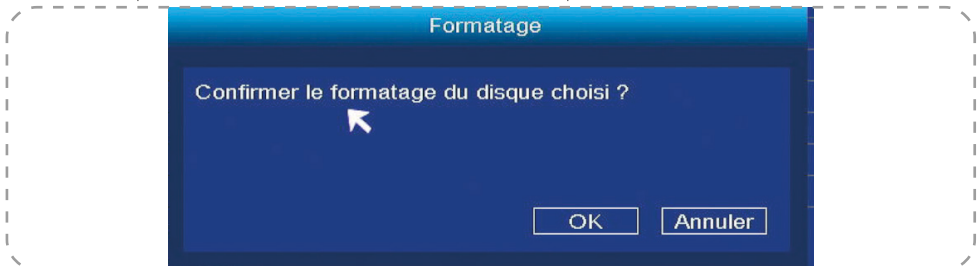 Formatage
Confirmer le formatage du disque choisi ?
OK Annuler